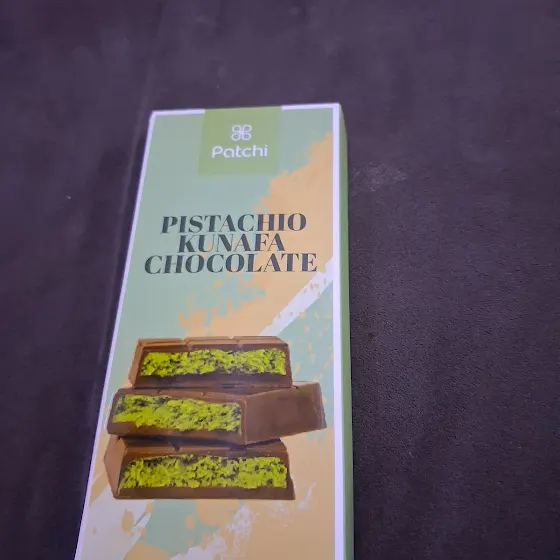 Patchi
PISTACHIO
KUNAFA
CHOCOLATE